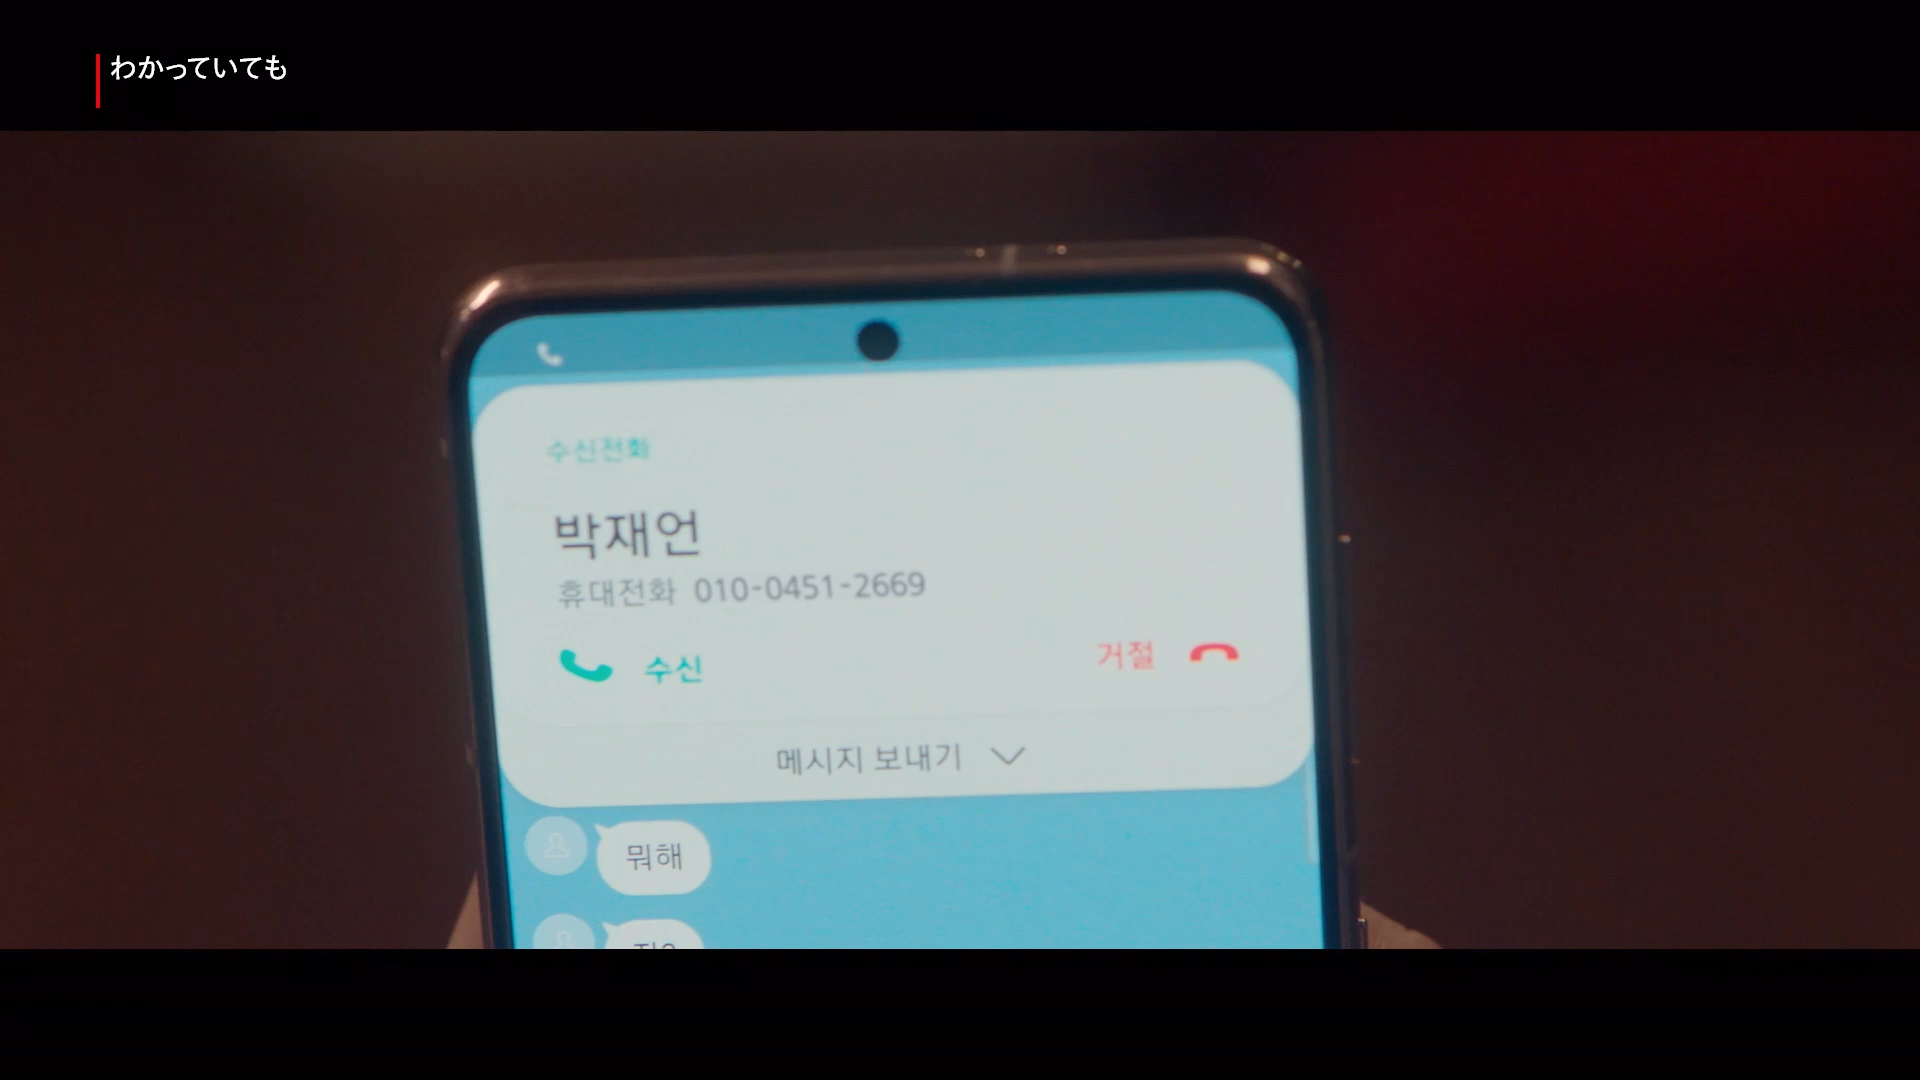 わかっていても
수신전화
박재언
휴대전화 010-0451-2669
수신
거절
메시지 보내기
뭐해